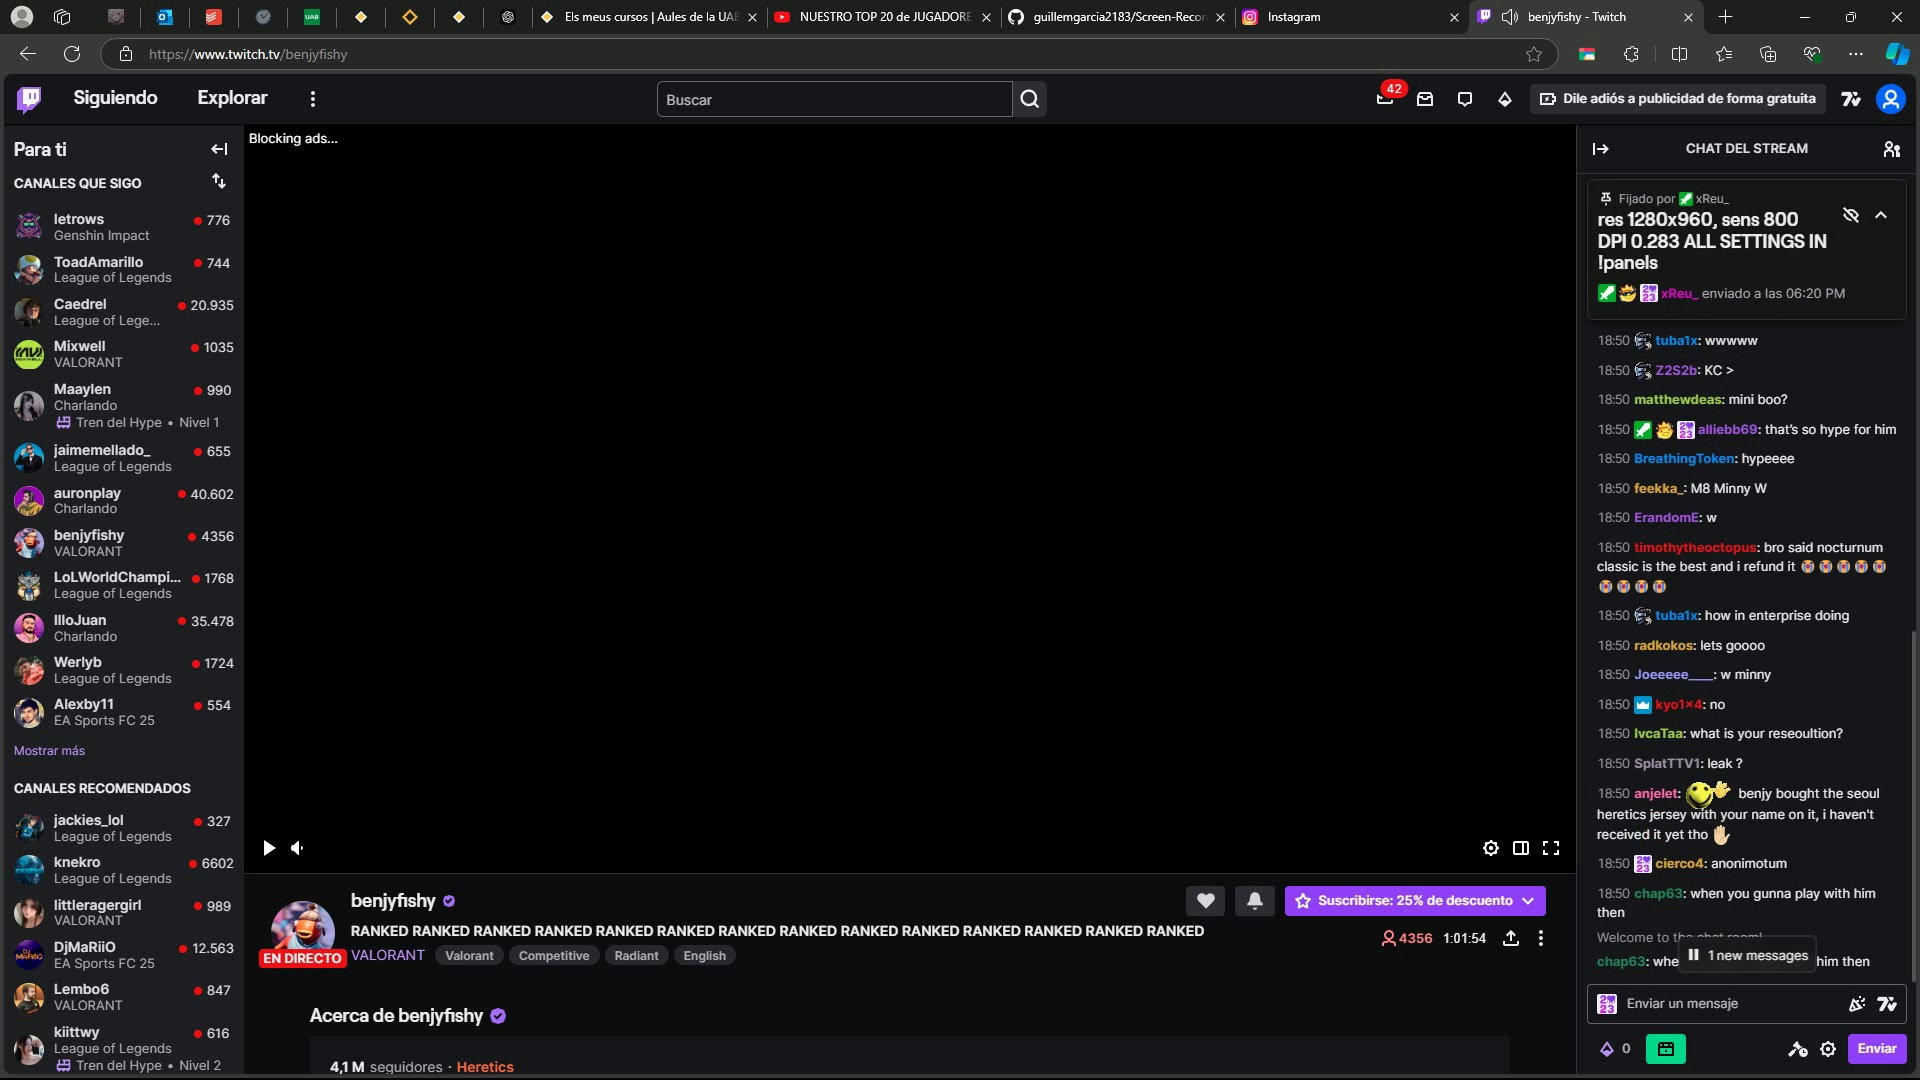 Els meus cursos | Aules de la UAB
NUESTRO TOP 20 de JUGADORE
guillemgarcia2183/Screen-Recor
Instagram
benjyfishy - Twitch
https://www.twitch.tv/benjyfishy
Siguiendo
Explorar
Buscar
42
Dile adiós a publicidad de forma gratuita
Para ti
CANALES QUE SIGO
letrows 776
Genshin Impact
ToadAmarillo 744
League of Legends
Caedrel 20.935
League of Lege...
Mixwell 1035
VALORANT
Maaylen 990
Charlando
Tren del Hype • Nivel 1
jaimemellado_ 655
League of Legends
auronplay 40.602
Charlando
benjyfishy 4356
VALORANT
LoLWorldChampi... 1768
League of Legends
IlloJuan 35.478
Charlando
Werlyb 1724
League of Legends
Alexby11 554
EA Sports FC 25
Mostrar más
CANALES RECOMENDADOS
jackies_lol 327
League of Legends
knekro 6602
League of Legends
littleragergirl 989
VALORANT
DjMaRiiO 12.563
EA Sports FC 25
Lembo6 847
VALORANT
kiittwy 616
League of Legends
Tren del Hype • Nivel 2
Blocking ads...
benjyfishy
RANKED RANKED RANKED RANKED RANKED RANKED RANKED RANKED RANKED RANKED RANKED RANKED RANKED RANKED
EN DIRECTO
VALORANT Valorant Competitive Radiant English
Suscribirse: 25% de descuento
4356 1:01:54
Acerca de benjyfishy
4,1 M seguidores · Heretics
CHAT DEL STREAM
Fijado por xReu_
res 1280x960, sens 800
DPI 0.283 ALL SETTINGS IN
!panels
xReu_ enviado a las 06:20 PM
18:50 tuba1x: wwwww
18:50 Z2S2b: KC >
18:50 matthewdeas: mini boo?
18:50 alliebb69: that's so hype for him
18:50 BreathingToken: hypeeee
18:50 feekka_: M8 Minny W
18:50 ErandomE: w
18:50 timothytheoctopus: bro said nocturnum
classic is the best and i refund it 😭😭😭😭😭
😭😭😭😭
18:50 tuba1x: how in enterprise doing
18:50 radkokos: lets goooo
18:50 Joeeeee____: w minny
18:50 kyo1x4: no
18:50 IvcaTaa: what is your reseoultion?
18:50 SplatTTV1: leak ?
18:50 anjelet: benjy bought the seoul
heretics jersey with your name on it, i haven't
received it yet tho ✋🏻
18:50 cierco4: anonimotum
18:50 chap63: when you gunna play with him
then
Welcome to the chat room!
chap63: whe
him then
1 new messages
Enviar un mensaje
0
Enviar